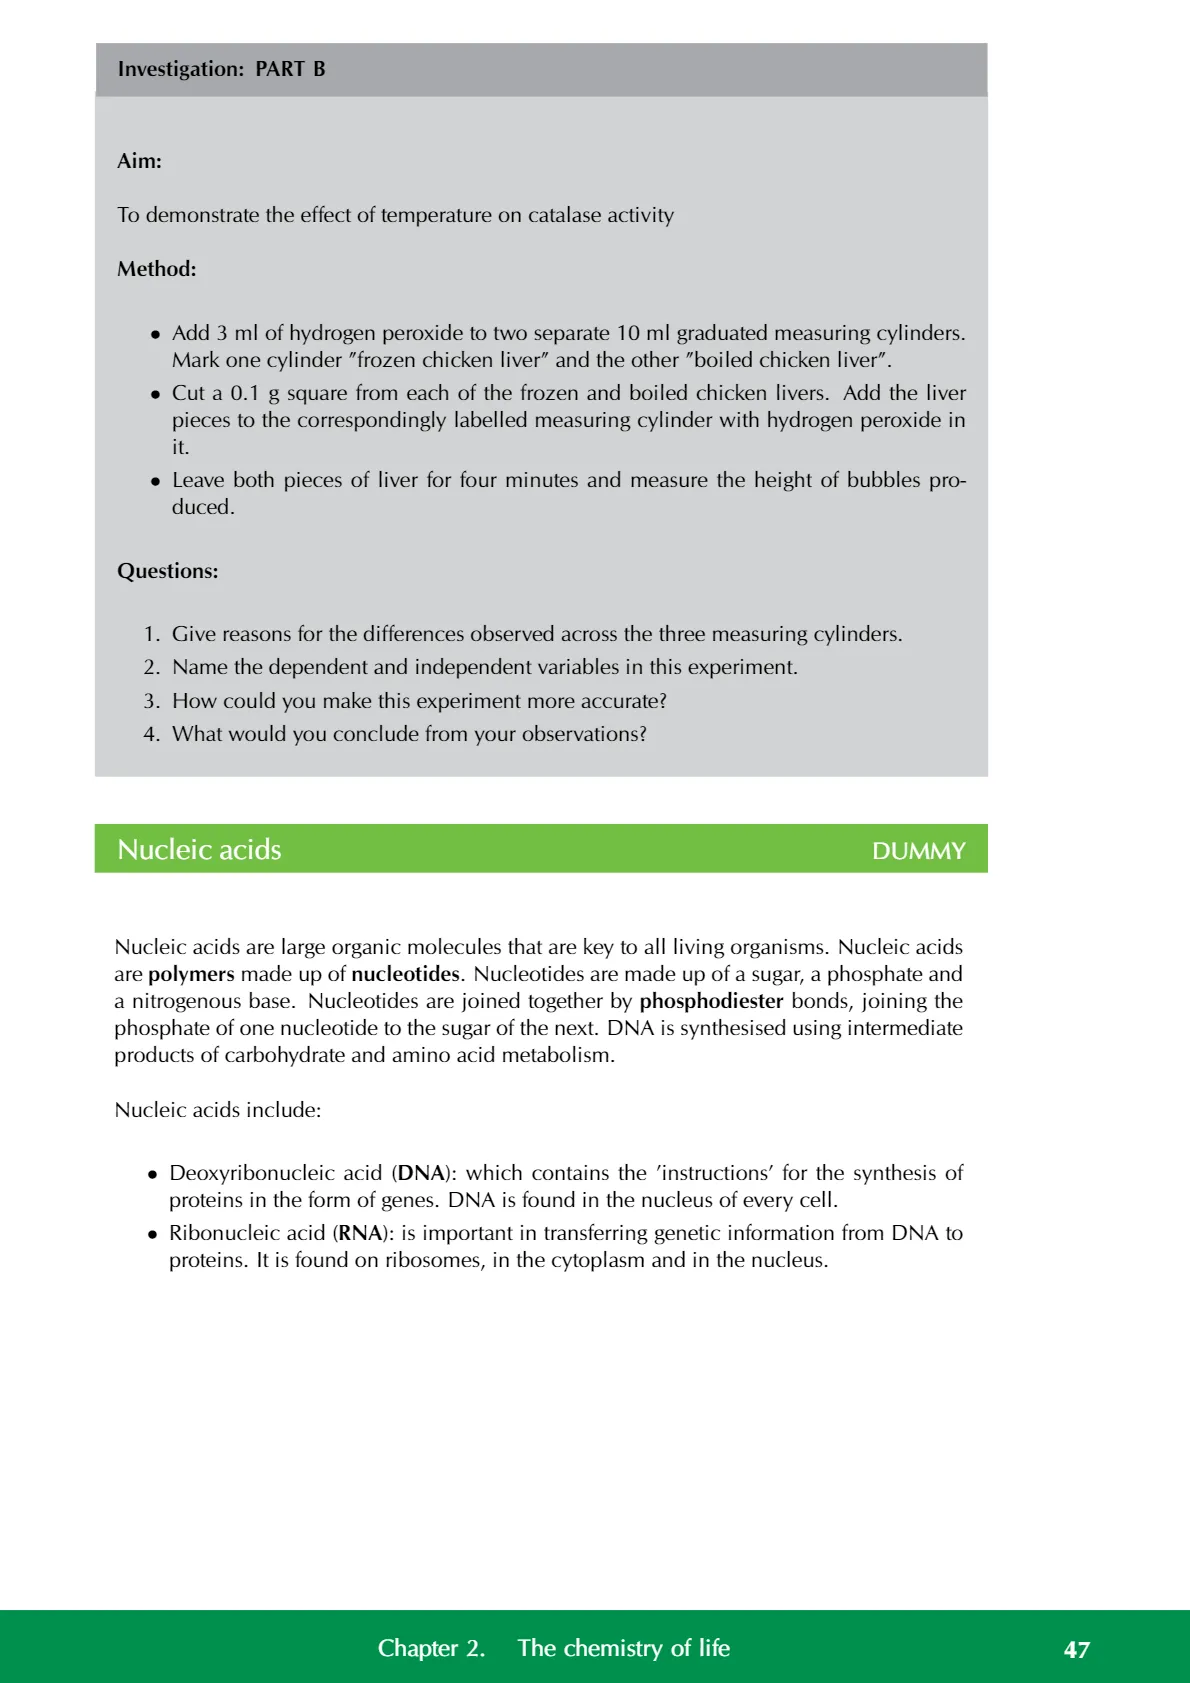 Investigation: PART B
Aim:
To demonstrate the effect of temperature on catalase activity
Method:
• Add 3 ml of hydrogen peroxide to two separate 10 ml graduated measuring cylinders.
Mark one cylinder ”frozen chicken liver” and the other ”boiled chicken liver”.
• Cut a 0.1 g square from each of the frozen and boiled chicken livers. Add the liver
pieces to the correspondingly labelled measuring cylinder with hydrogen peroxide in
it.
• Leave both pieces of liver for four minutes and measure the height of bubbles pro-
duced.
Questions:
1. Give reasons for the differences observed across the three measuring cylinders.
2. Name the dependent and independent variables in this experiment.
3. How could you make this experiment more accurate?
4. What would you conclude from your observations?
Nucleic acids DUMMY
Nucleic acids are large organic molecules that are key to all living organisms. Nucleic acids
are polymers made up of nucleotides. Nucleotides are made up of a sugar, a phosphate and
a nitrogenous base. Nucleotides are joined together by phosphodiester bonds, joining the
phosphate of one nucleotide to the sugar of the next. DNA is synthesised using intermediate
products of carbohydrate and amino acid metabolism.
Nucleic acids include:
• Deoxyribonucleic acid (DNA): which contains the ’instructions’ for the synthesis of
proteins in the form of genes. DNA is found in the nucleus of every cell.
• Ribonucleic acid (RNA): is important in transferring genetic information from DNA to
proteins. It is found on ribosomes, in the cytoplasm and in the nucleus.
Chapter 2. The chemistry of life 47